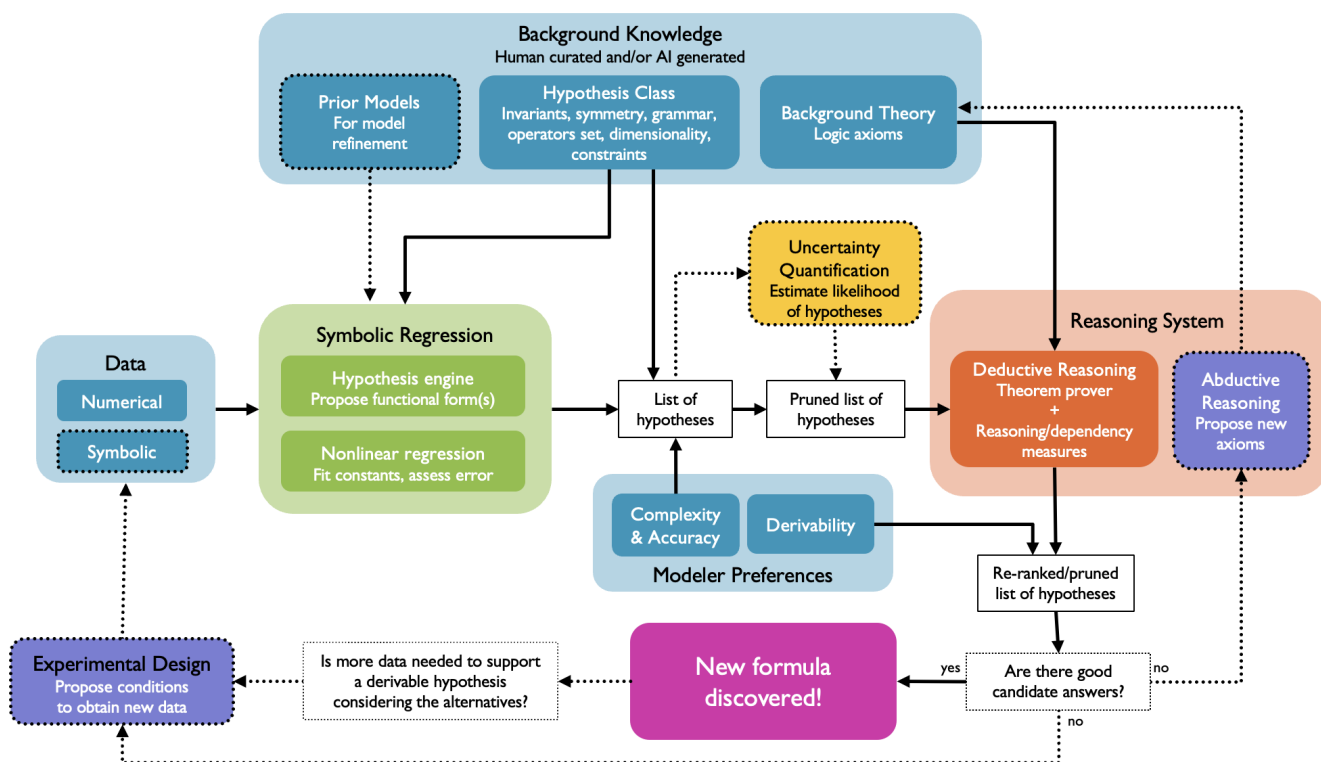 Background Knowledge
Human curated and/or AI generated
Prior Models
For model
refinement
Hypothesis Class
Invariants, symmetry, grammar,
operators set, dimensionality,
constraints
Background Theory
Logic axioms
Uncertainty
Quantification
Estimate likelihood
of hypotheses
Data
Numerical
Symbolic
Symbolic Regression
Hypothesis engine
Propose functional form(s)
Nonlinear regression
Fit constants, assess error
List of
hypotheses
Pruned list of
hypotheses
Reasoning System
Deductive Reasoning
Theorem prover
+
Reasoning/dependency
measures
Abductive
Reasoning
Propose new
axioms
Complexity
& Accuracy
Derivability
Modeler Preferences
Re-ranked/pruned
list of hypotheses
Are there good
candidate answers?
yes
no
no
New formula
discovered!
Is more data needed to support
a derivable hypothesis
considering the alternatives?
Experimental Design
Propose conditions
to obtain new data